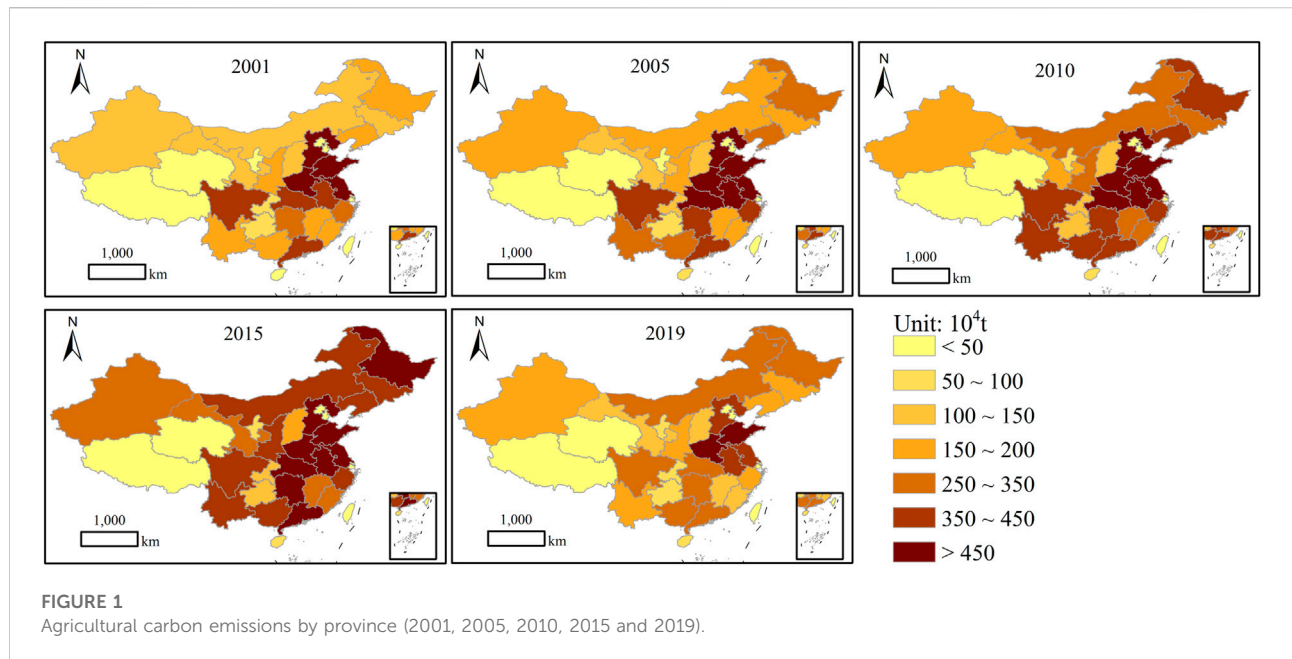 N
2001
1,000
km
N
2005
1,000
km
N
2010
1,000
km
N
2015
1,000
km
N
2019
1,000
km
Unit: 10⁴t
< 50
50 ~ 100
100 ~ 150
150 ~ 200
250 ~ 350
350 ~ 450
> 450
FIGURE 1
Agricultural carbon emissions by province (2001, 2005, 2010, 2015 and 2019).